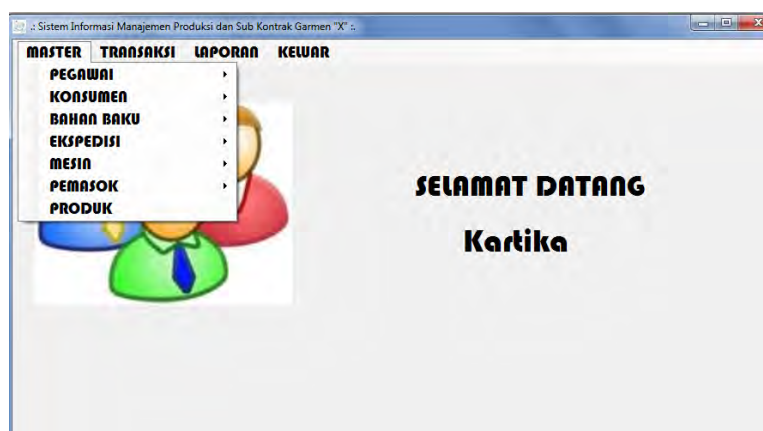 .: Sistem Informasi Manajemen Produksi dan Sub Kontrak Garmen "X" :.
MASTER TRANSAKSI LAPORAN KELUAR
PEGAWAI
KONSUMEN
BAHAN BAKU
EKSPEDISI
MESIN
PEMASOK
PRODUK
SELAMAT DATANG
Kartika